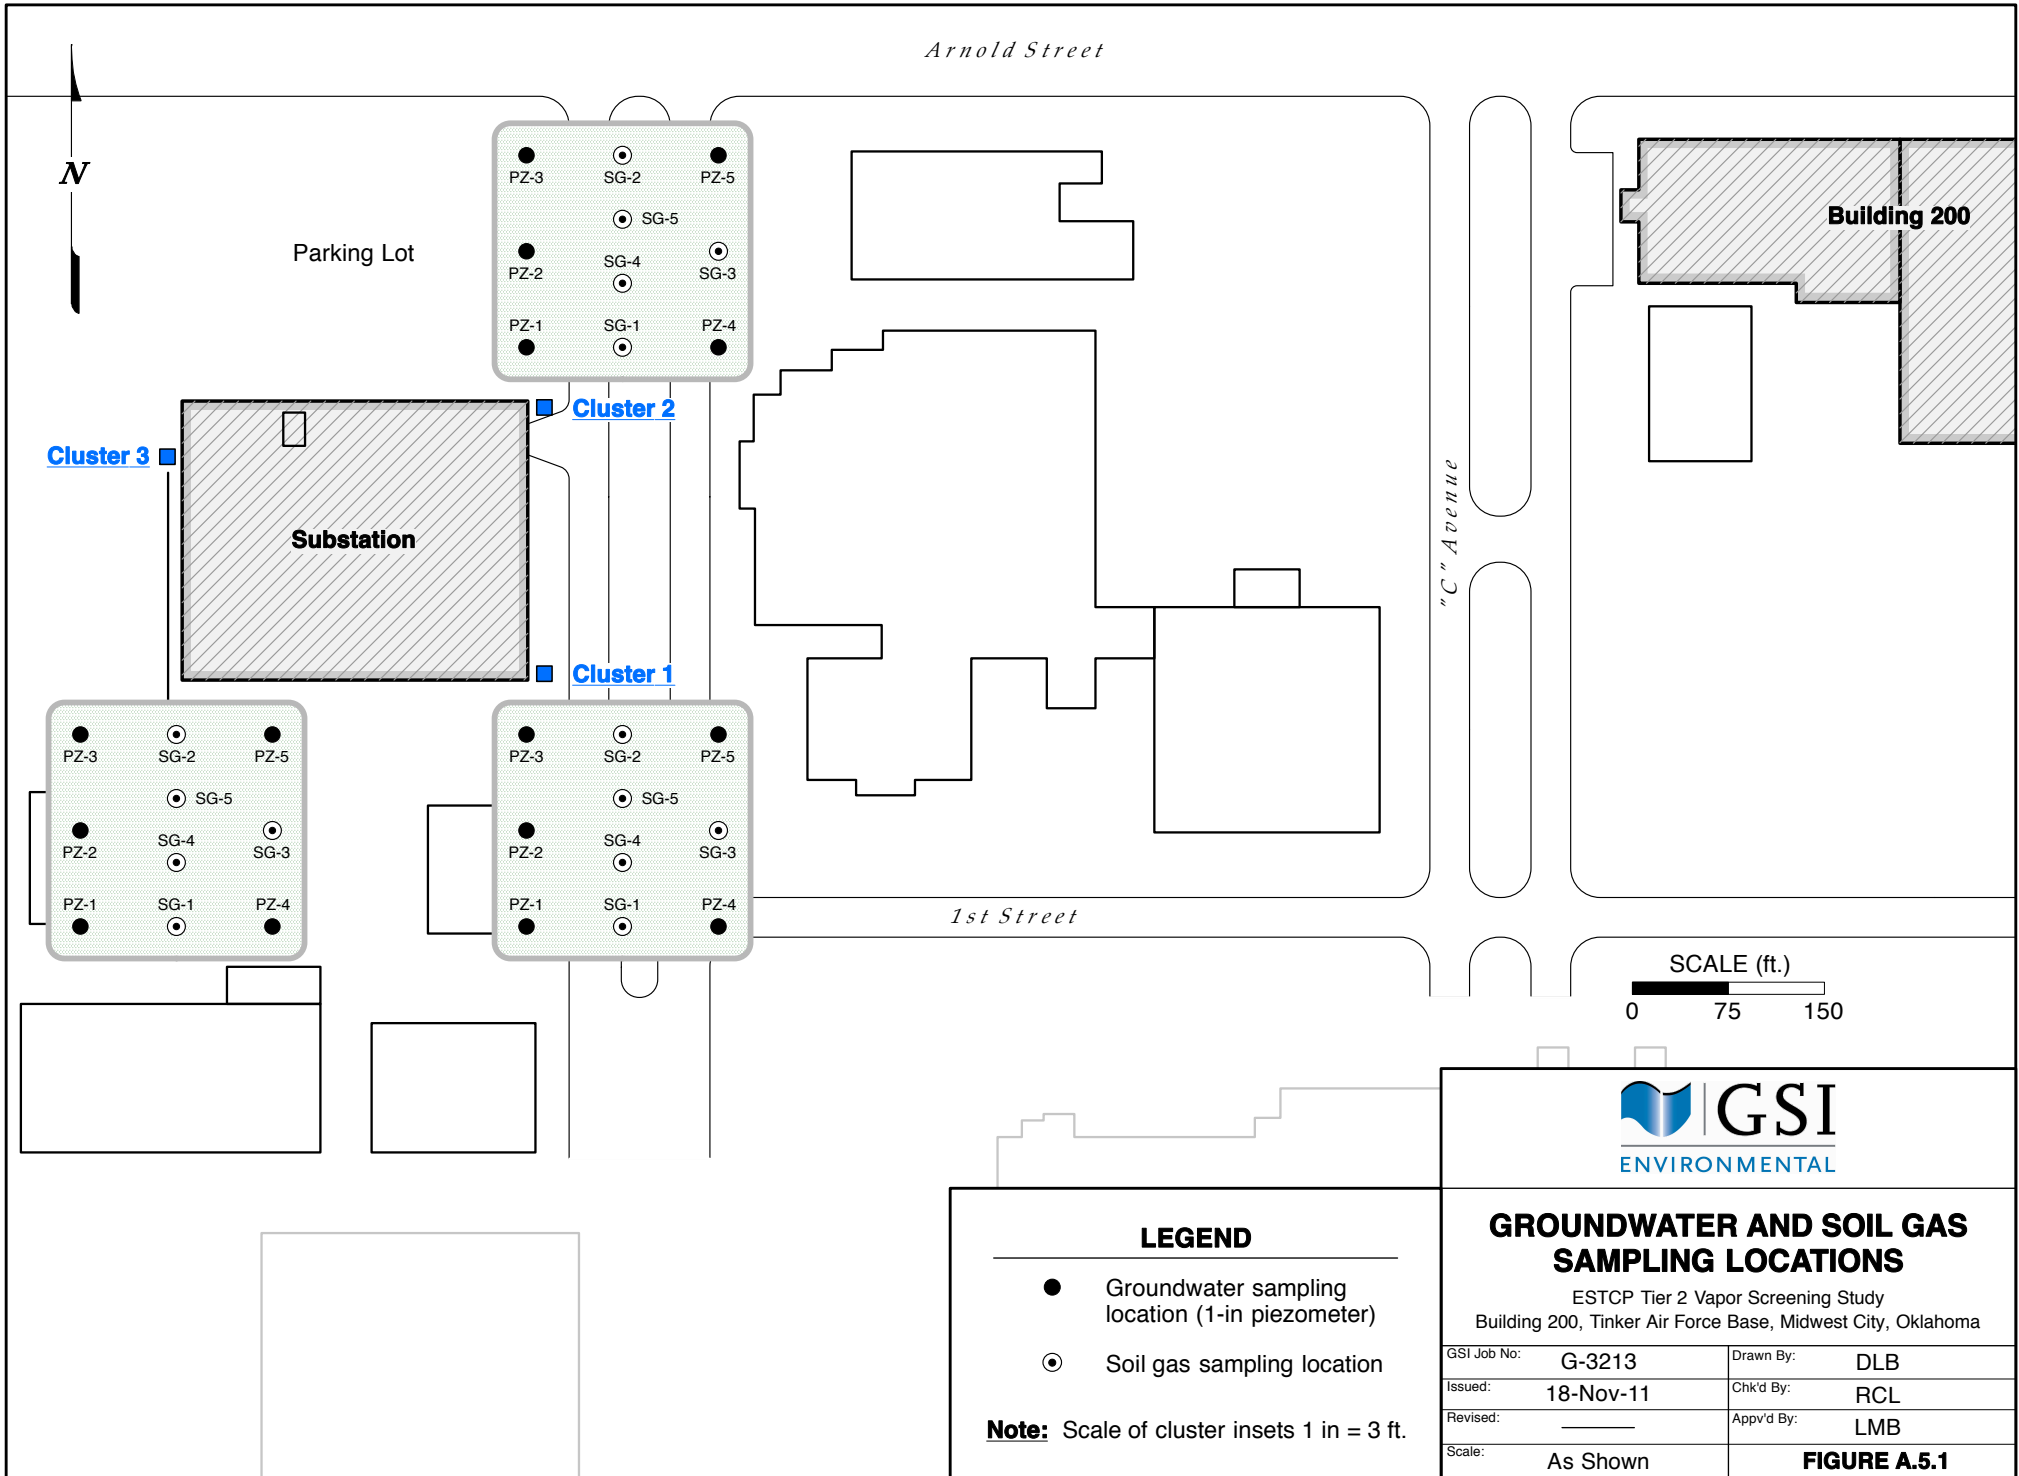 Arnold Street
N
Parking Lot
PZ-3
SG-2
PZ-5
SG-5
PZ-2
SG-4
SG-3
PZ-1
SG-1
PZ-4
Building 200
Cluster 2
Cluster 3
Substation
"C" Avenue
Cluster 1
PZ-3
SG-2
PZ-5
SG-5
PZ-2
SG-4
SG-3
PZ-1
SG-1
PZ-4
PZ-3
SG-2
PZ-5
SG-5
PZ-2
SG-4
SG-3
PZ-1
SG-1
PZ-4
1st Street
SCALE (ft.)
0 75 150
LEGEND
Groundwater sampling
location (1-in piezometer)
Soil gas sampling location
Note: Scale of cluster insets 1 in = 3 ft.
GSI
ENVIRONMENTAL
GROUNDWATER AND SOIL GAS
SAMPLING LOCATIONS
ESTCP Tier 2 Vapor Screening Study
Building 200, Tinker Air Force Base, Midwest City, Oklahoma
GSI Job No: G-3213 Drawn By: DLB
Issued: 18-Nov-11 Chk'd By: RCL
Revised: Appv'd By: LMB
Scale: As Shown FIGURE A.5.1